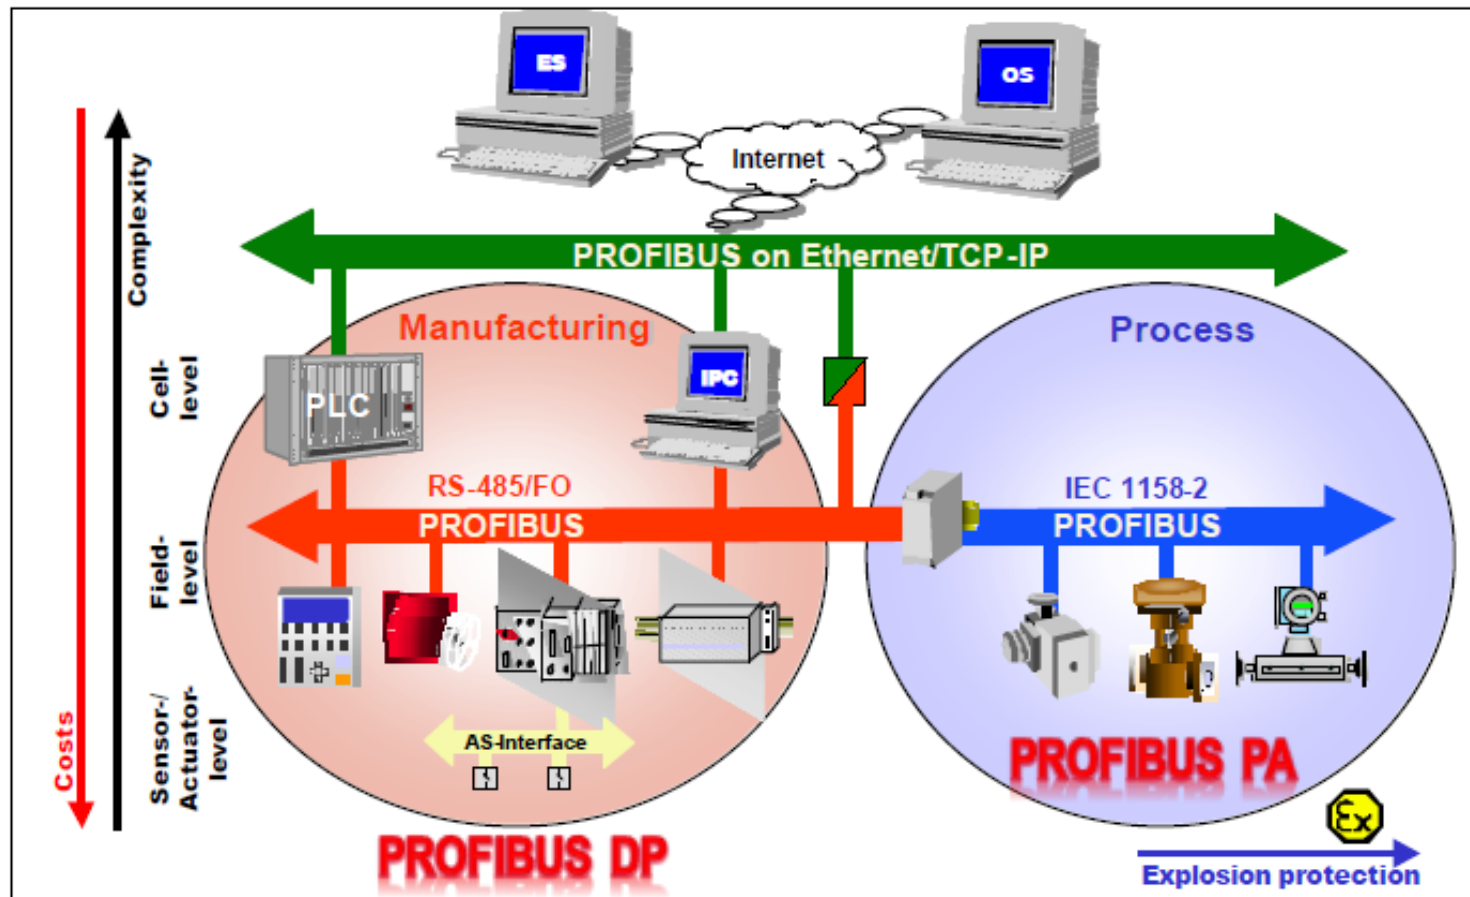 ES
OS
Internet
Complexity
PROFIBUS on Ethernet/TCP-IP
Manufacturing
Process
Cell-
level
PLC
IPC
RS-485/FO
IEC 1158-2
PROFIBUS
PROFIBUS
Field-
level
Sensor-/
Actuator-
level
Costs
AS-Interface
PROFIBUS PA
PROFIBUS DP
Ex
Explosion protection